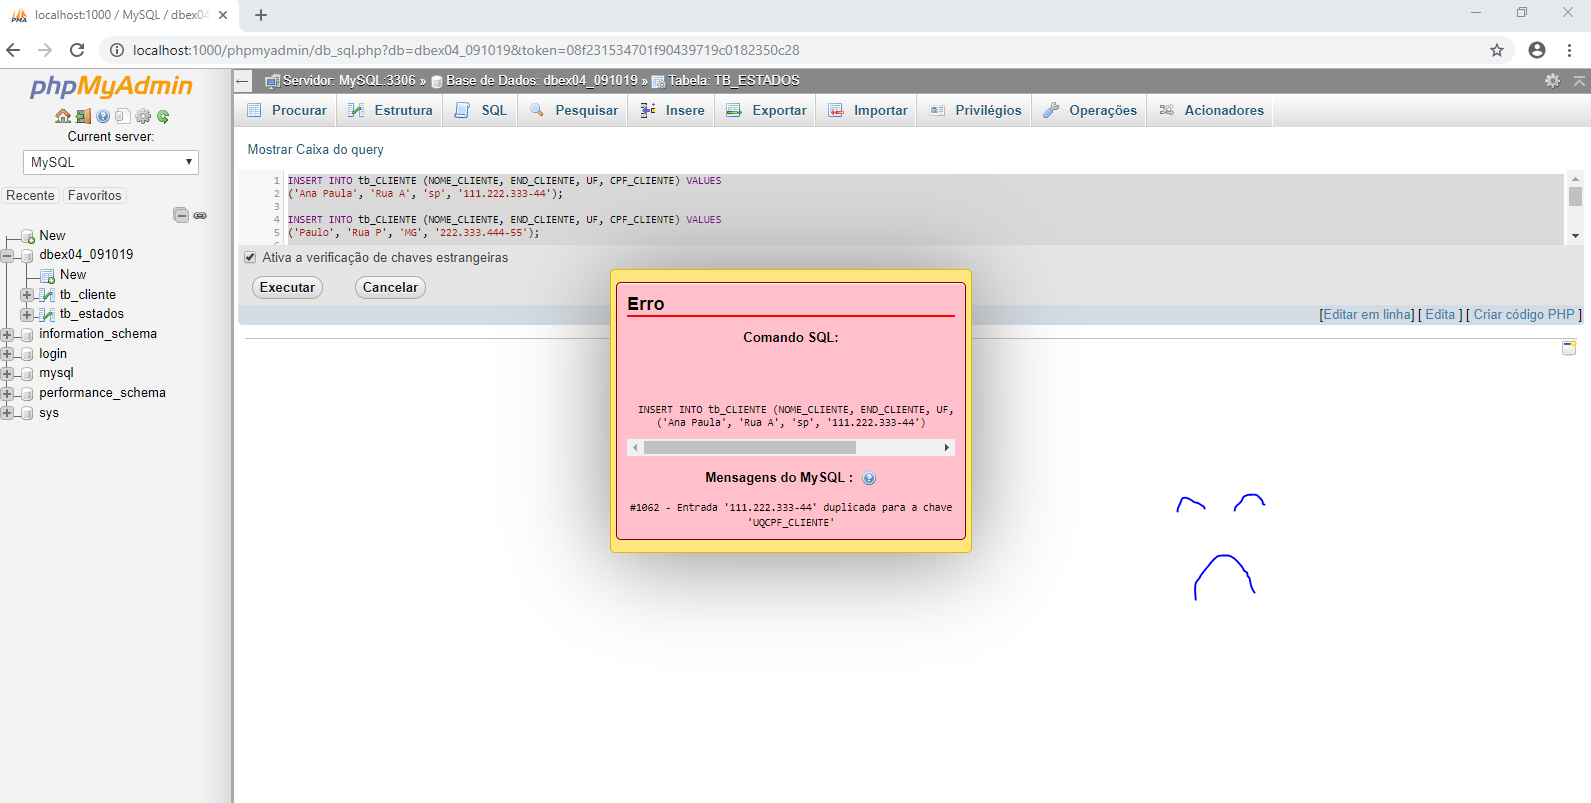 localhost:1000 / MySQL / dbex04
localhost:1000/phpmyadmin/db_sql.php?db=dbex04_091019&token=08f231534701f90439719c0182350c28
phpMyAdmin
Current server:
MySQL
Recente Favoritos
New
dbex04_091019
New
tb_cliente
tb_estados
information_schema
login
mysql
performance_schema
sys
Servidor: MySQL:3306 » Base de Dados: dbex04_091019 » Tabela: TB_ESTADOS
Procurar Estrutura SQL Pesquisar Insere Exportar Importar Privilégios Operações Acionadores
Mostrar Caixa do query
1 INSERT INTO tb_CLIENTE (NOME_CLIENTE, END_CLIENTE, UF, CPF_CLIENTE) VALUES
2 ('Ana Paula', 'Rua A', 'sp', '111.222.333-44');
3
4 INSERT INTO tb_CLIENTE (NOME_CLIENTE, END_CLIENTE, UF, CPF_CLIENTE) VALUES
5 ('Paulo', 'Rua P', 'MG', '222.333.444-55');
Ativa a verificação de chaves estrangeiras
Executar Cancelar
[Editar em linha] [ Edita ] [ Criar código PHP ]
Erro
Comando SQL:
INSERT INTO tb_CLIENTE (NOME_CLIENTE, END_CLIENTE, UF,
('Ana Paula', 'Rua A', 'sp', '111.222.333-44')
Mensagens do MySQL :
#1062 - Entrada '111.222.333-44' duplicada para a chave
'UQCPF_CLIENTE'